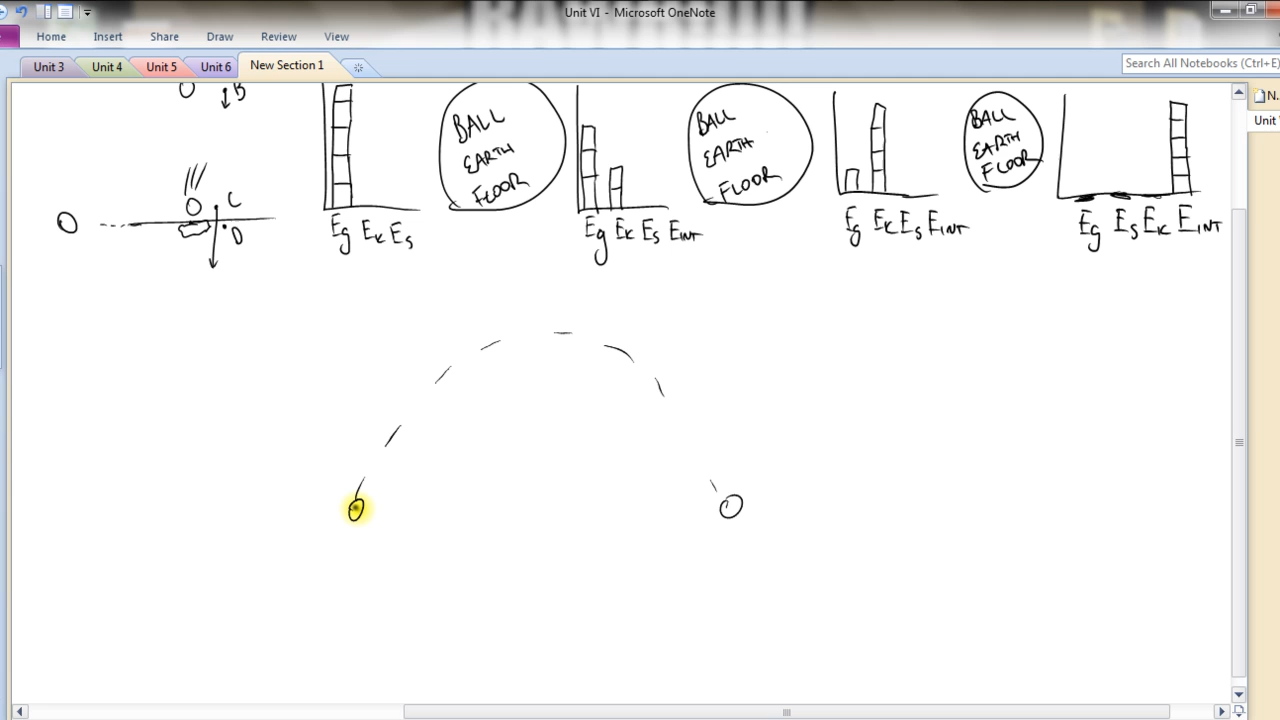 Unit VI - Microsoft OneNote
Home Insert Share Draw Review View
Unit 3 Unit 4 Unit 5 Unit 6 New Section 1
Search All Notebooks (Ctrl+E)
N..
Unit
B
C
D
O
BALL
EARTH
FLOOR
BALL
EARTH
FLOOR
BALL
EARTH
FLOOR
Eg EK ES
Eg EK ES EINT
Eg EK ES EINT
Eg ES EK EINT